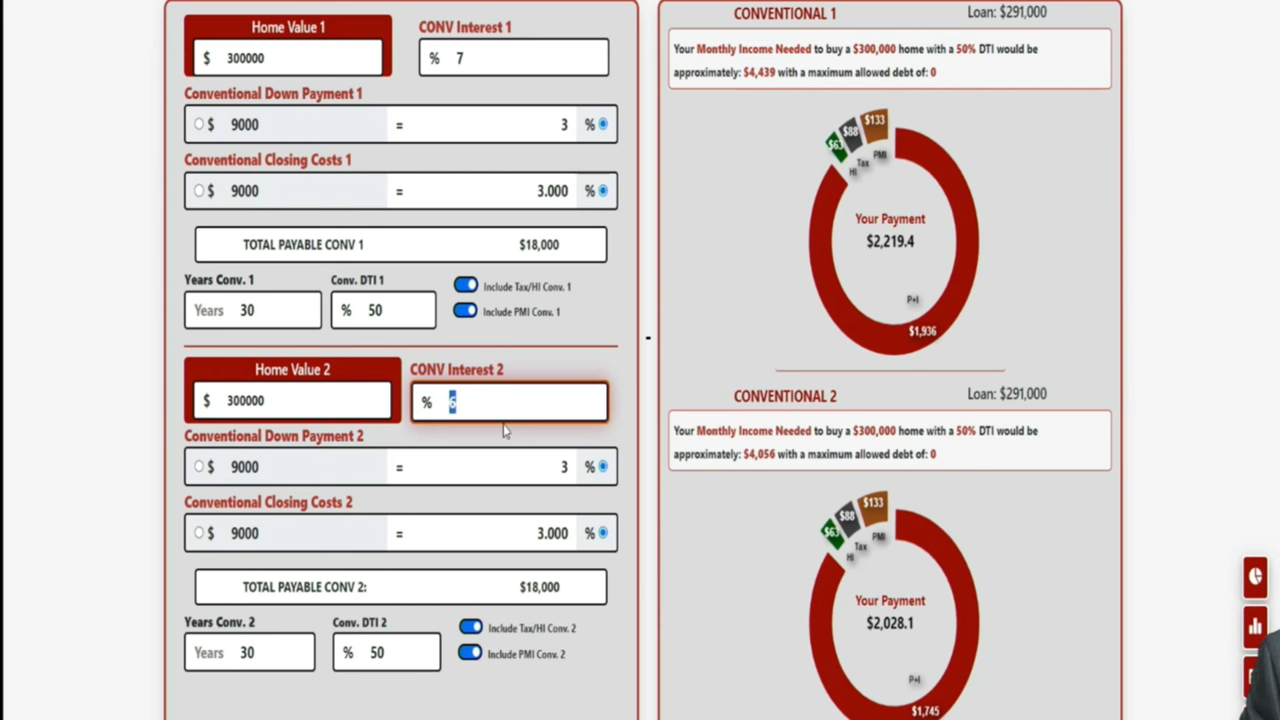 Home Value 1
CONV Interest 1
$ 300000
% 7
Conventional Down Payment 1
$ 9000 = 3 %
Conventional Closing Costs 1
$ 9000 = 3.000 %
TOTAL PAYABLE CONV 1 $18,000
Years Conv. 1
Conv. DTI 1
Include Tax/HI Conv. 1
Years 30
% 50
Include PMI Conv. 1
Home Value 2
CONV Interest 2
$ 300000
% 6
Conventional Down Payment 2
$ 9000 = 3 %
Conventional Closing Costs 2
$ 9000 = 3.000 %
TOTAL PAYABLE CONV 2: $18,000
Years Conv. 2
Conv. DTI 2
Include Tax/HI Conv. 2
Years 30
% 50
Include PMI Conv. 2
-
CONVENTIONAL 1
Loan: $291,000
Your Monthly Income Needed to buy a $300,000 home with a 50% DTI would be
approximately: $4,439 with a maximum allowed debt of: 0
$63 $88 $133
HI Tax PMI
Your Payment
$2,219.4
P+I
$1,936
CONVENTIONAL 2
Loan: $291,000
Your Monthly Income Needed to buy a $300,000 home with a 50% DTI would be
approximately: $4,056 with a maximum allowed debt of: 0
$63 $88 $133
HI Tax PMI
Your Payment
$2,028.1
P+I
$1,745